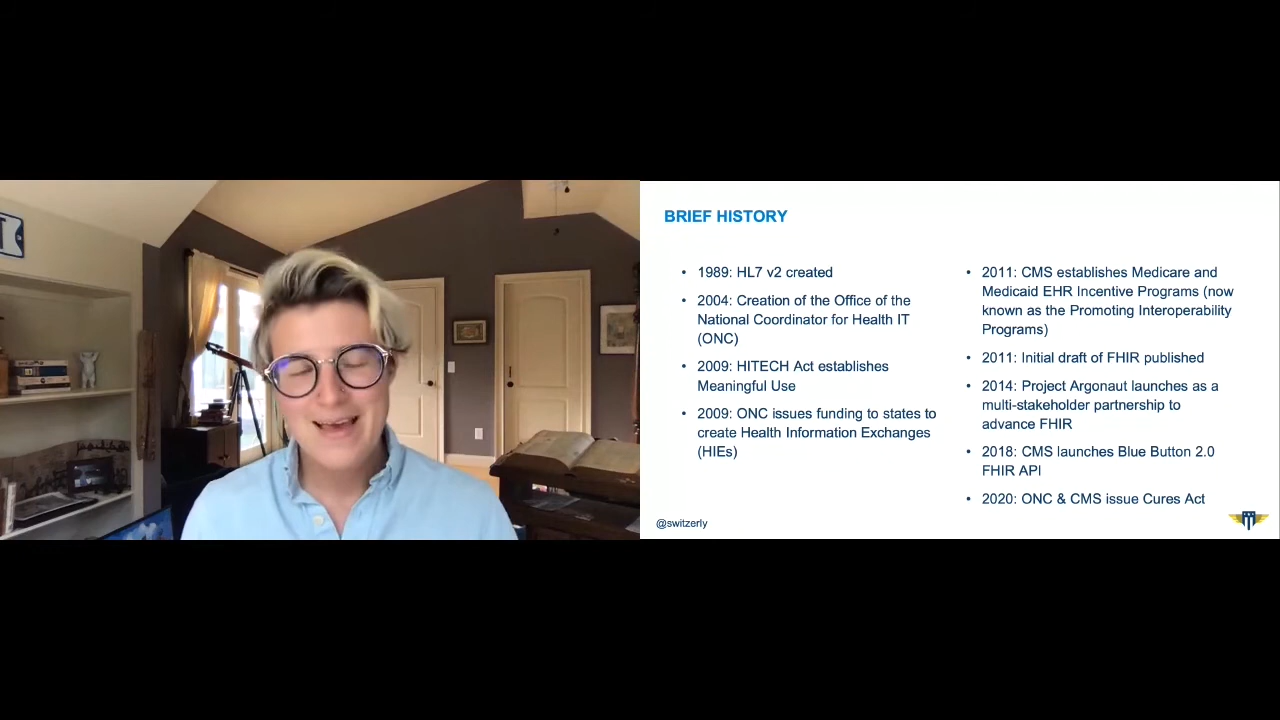 BRIEF HISTORY
• 1989: HL7 v2 created
• 2004: Creation of the Office of the
National Coordinator for Health IT
(ONC)
• 2009: HITECH Act establishes
Meaningful Use
• 2009: ONC issues funding to states to
create Health Information Exchanges
(HIEs)
• 2011: CMS establishes Medicare and
Medicaid EHR Incentive Programs (now
known as the Promoting Interoperability
Programs)
• 2011: Initial draft of FHIR published
• 2014: Project Argonaut launches as a
multi-stakeholder partnership to
advance FHIR
• 2018: CMS launches Blue Button 2.0
FHIR API
• 2020: ONC & CMS issue Cures Act
@switzerly